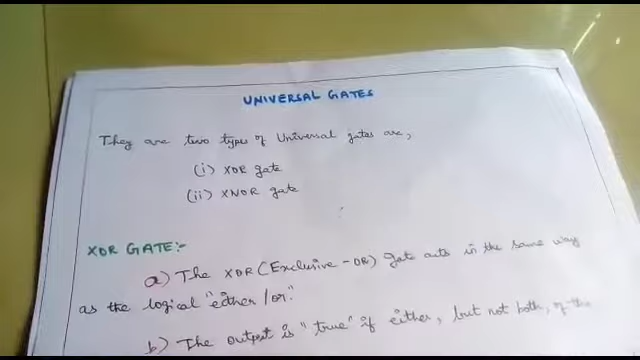 UNIVERSAL GATES
They are two types of Universal gates are,
(i) XOR gate
(ii) XNOR gate
XOR GATE:-
a) The XOR (Exclusive-OR) gate acts in the same way
as the logical "either/or."
b) The output is "true" if either, but not both, of the